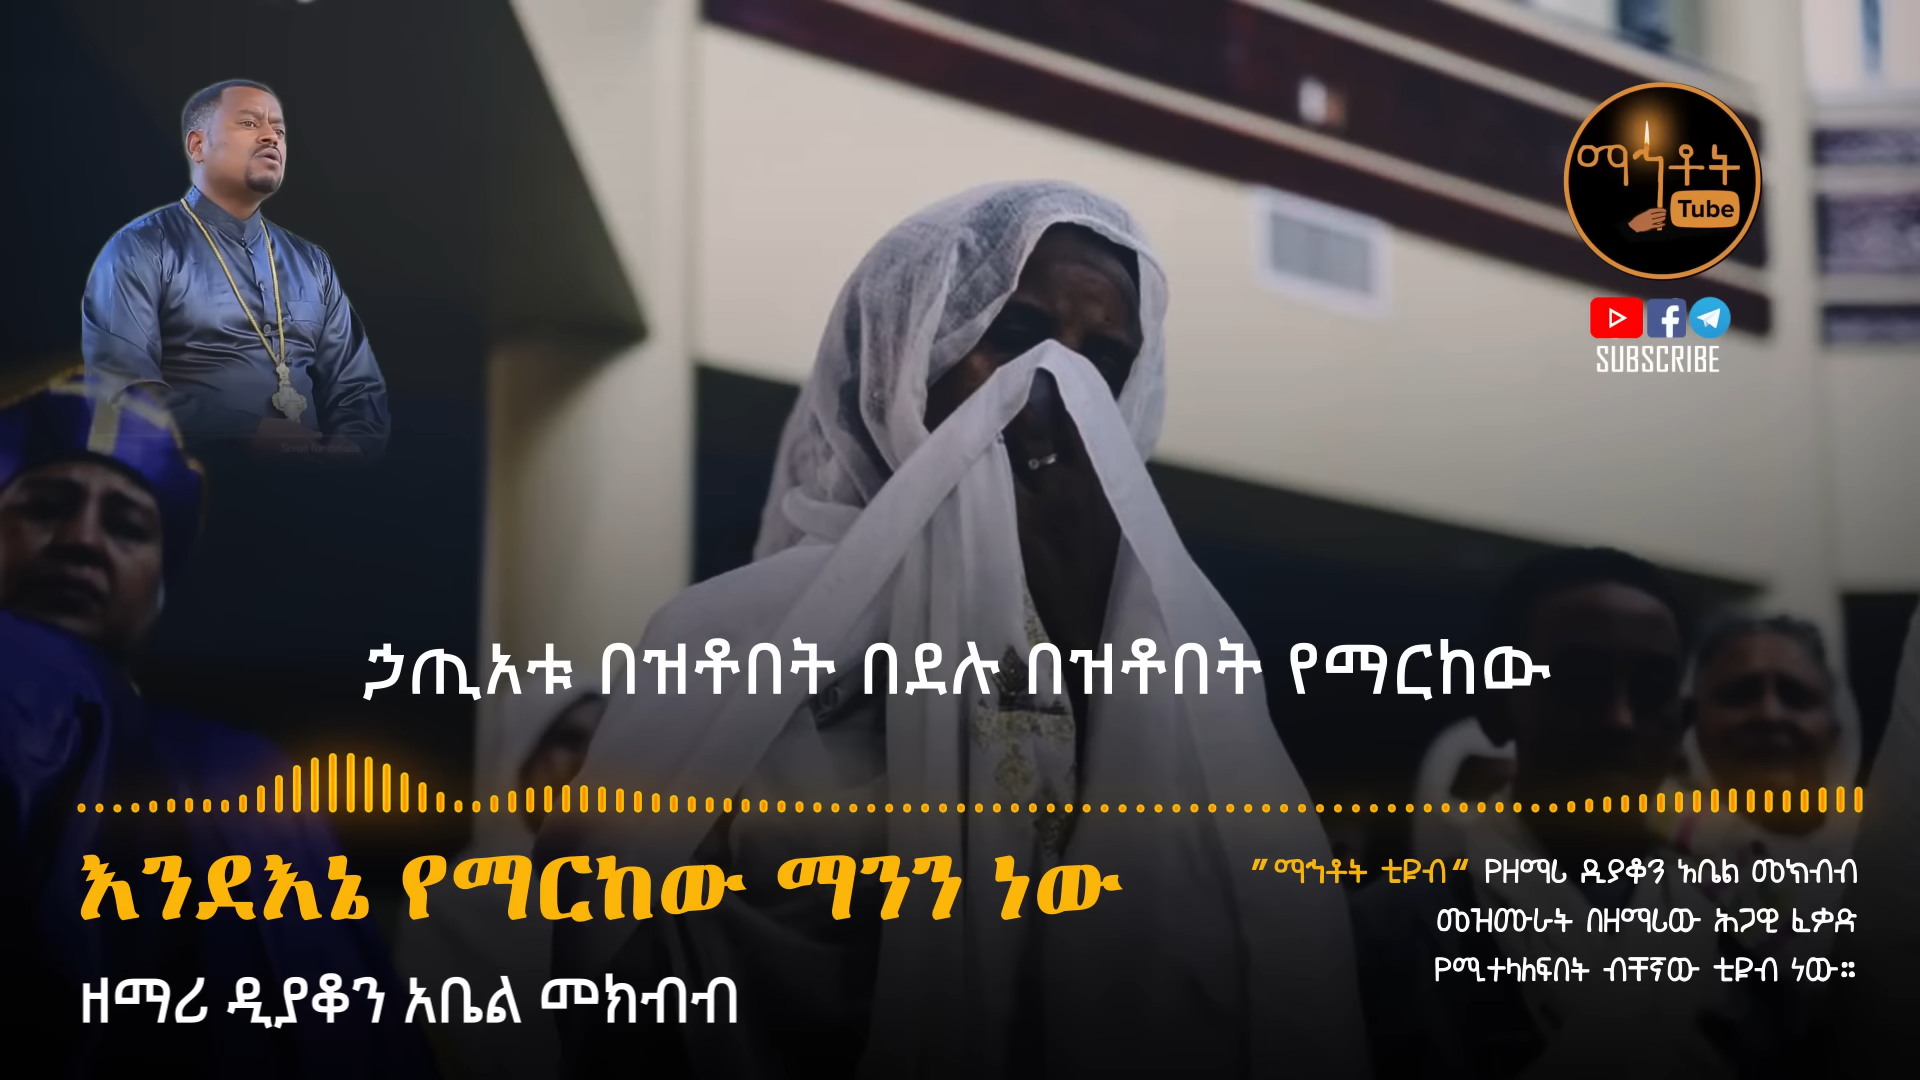 ማኅቶት
Tube
SUBSCRIBE
ኃጢአቱ በዝቶበት በደሉ በዝቶበት የማርከው
እንደእኔ የማርከው ማንን ነው
ዘማሪ ዲያቆን አቤል መክብብ
"ማኅቶት ቲዩብ" የዘማሪ ዲያቆን አቤል መክብብ
መዝሙራት በዘማሪው ሕጋዊ ፈቃድ
የሚተላለፍበት ብቸኛው ቲዩብ ነው።